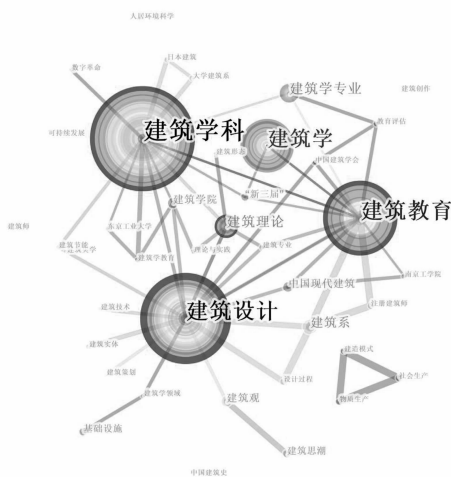 人居环境科学
日本建筑
数字革命
大学建筑系
建筑学专业
建筑创作
可持续发展
建筑学科
建筑学
教育评估
建筑形态
中国建筑学会
建筑学院
"新三届"
建筑教育
建筑师
东京工业大学
建筑理论
建筑节能
理论与实践
建筑专业
建筑学教育
南京工学院
中国现代建筑
建筑技术
建筑设计
注册建筑师
建筑系
建筑实体
建造模式
建筑策划
设计过程
社会生产
建筑学领域
建筑观
物质生产
基础设施
建筑思潮
中国建筑史